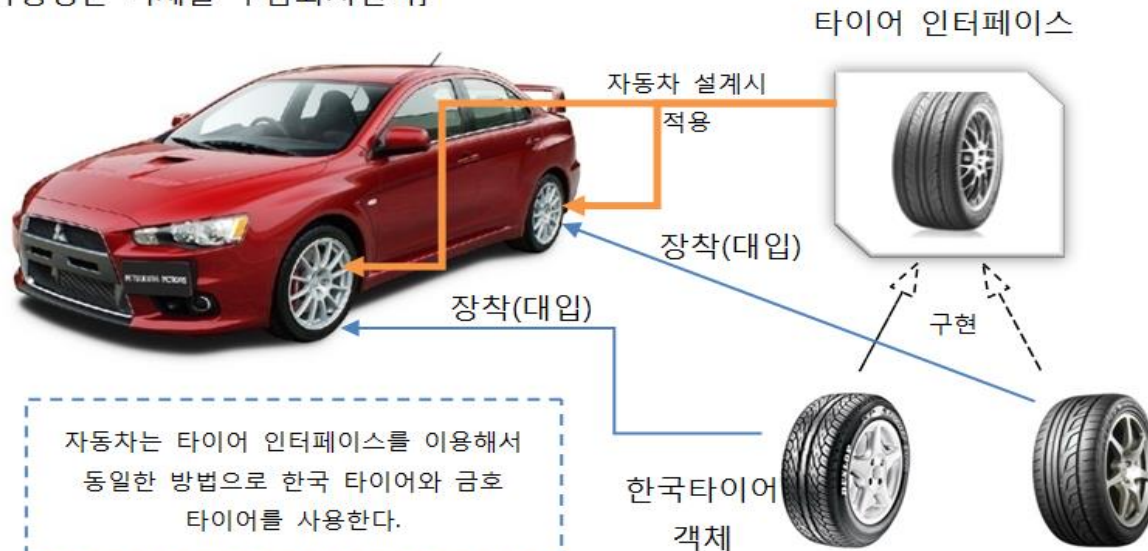 타이어 인터페이스
자동차 설계시
적용
장착(대입)
장착(대입)
구현
MITSUBISHI MOTORS
자동차는 타이어 인터페이스를 이용해서
동일한 방법으로 한국 타이어와 금호
타이어를 사용한다.
한국타이어
객체